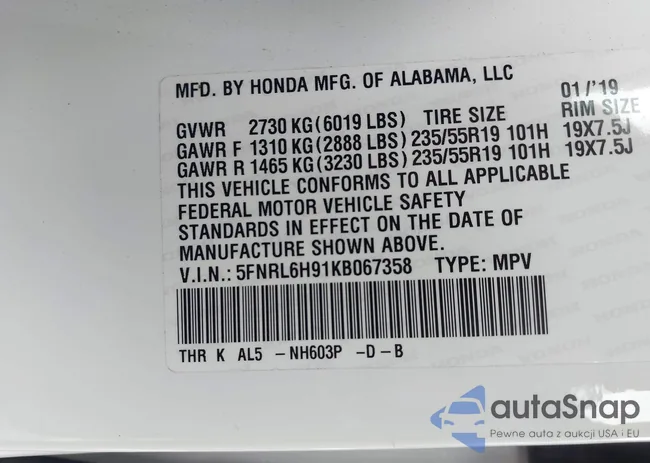 MFD. BY HONDA MFG. OF ALABAMA, LLC 01/'19
GVWR 2730 KG(6019 LBS) TIRE SIZE RIM SIZE
GAWR F 1310 KG(2888 LBS) 235/55R19 101H 19X7.5J
GAWR R 1465 KG(3230 LBS) 235/55R19 101H 19X7.5J
THIS VEHICLE CONFORMS TO ALL APPLICABLE
FEDERAL MOTOR VEHICLE SAFETY
STANDARDS IN EFFECT ON THE DATE OF
MANUFACTURE SHOWN ABOVE.
V.I.N.: 5FNRL6H91KB067358 TYPE: MPV
THR K AL5 -NH603P -D-B
autaSnap
Pewne auta z aukcji USA i EU